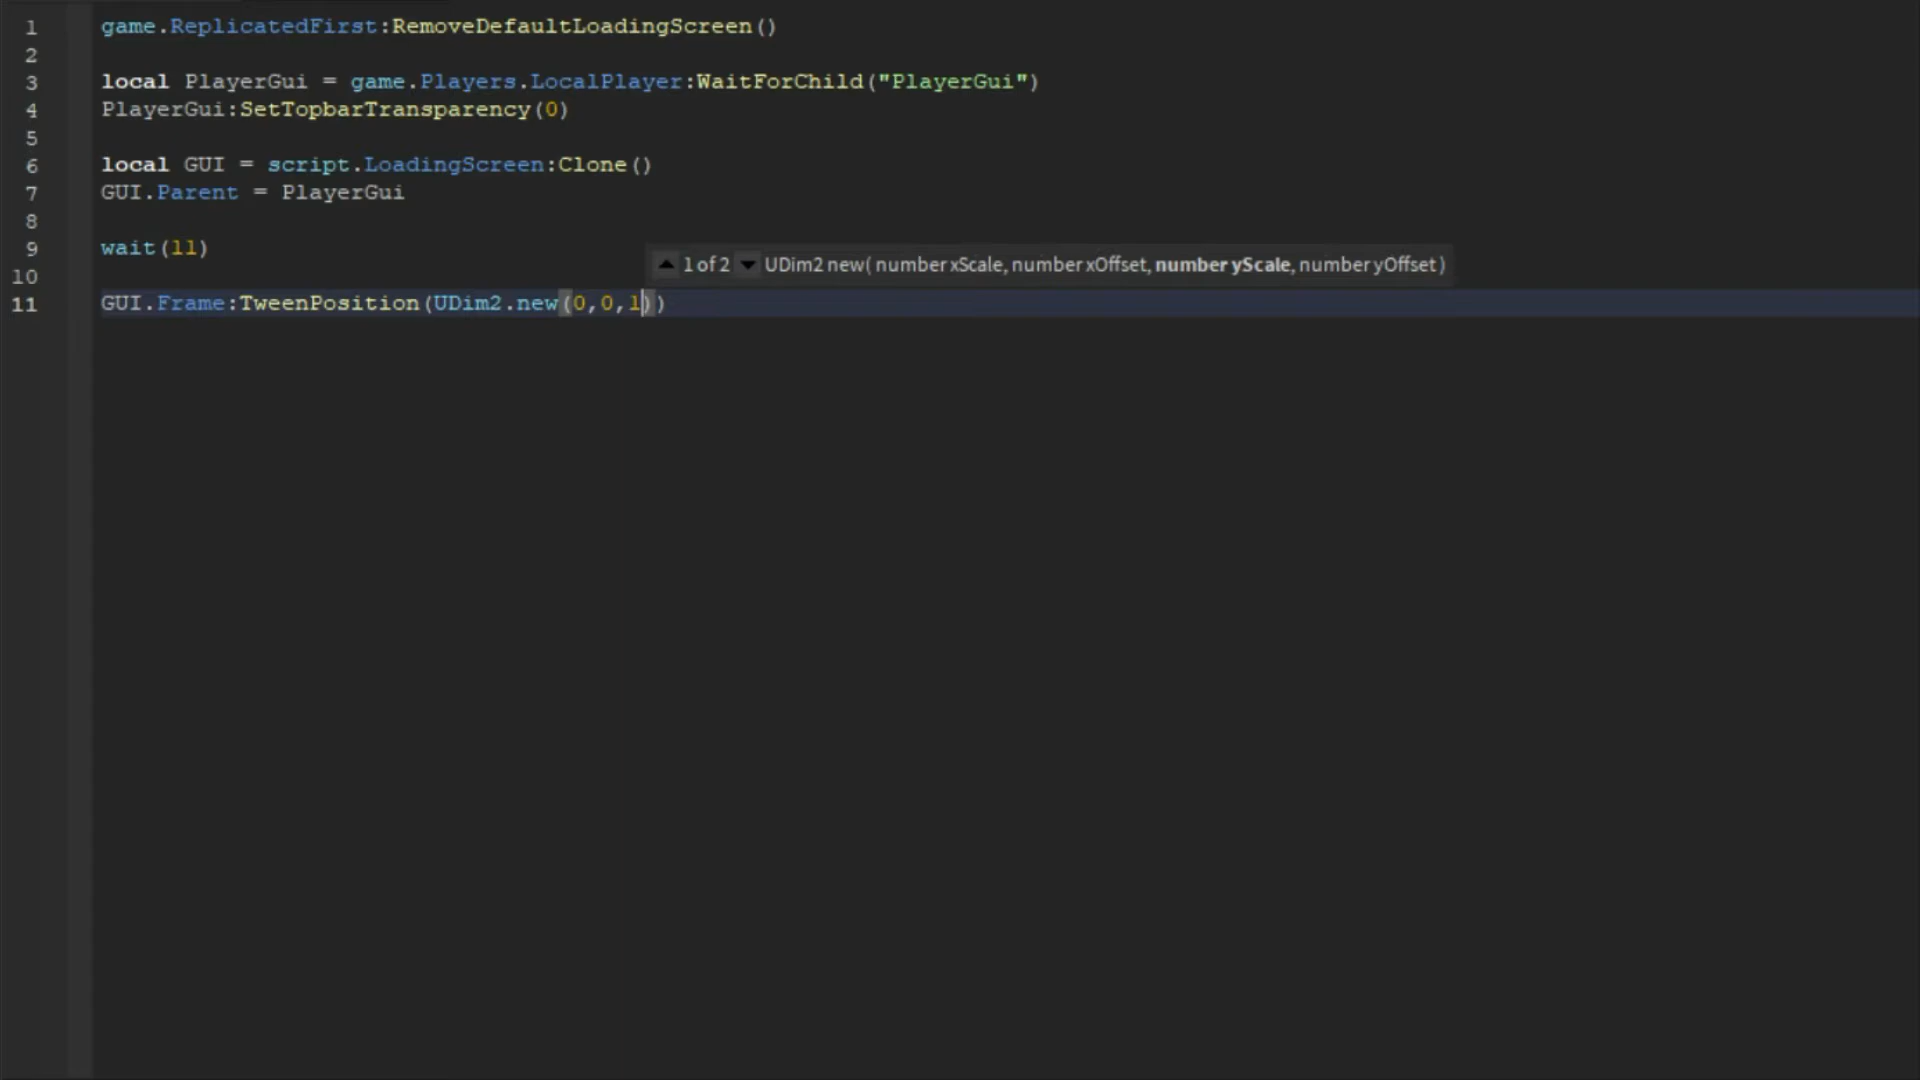 1 game.ReplicatedFirst:RemoveDefaultLoadingScreen()
2
3 local PlayerGui = game.Players.LocalPlayer:WaitForChild("PlayerGui")
4 PlayerGui:SetTopbarTransparency(0)
5
6 local GUI = script.LoadingScreen:Clone()
7 GUI.Parent = PlayerGui
8
9 wait(11)
1 of 2 UDim2 new( number xScale, number xOffset, number yScale, number yOffset)
10
11 GUI.Frame:TweenPosition(UDim2.new(0,0,1))